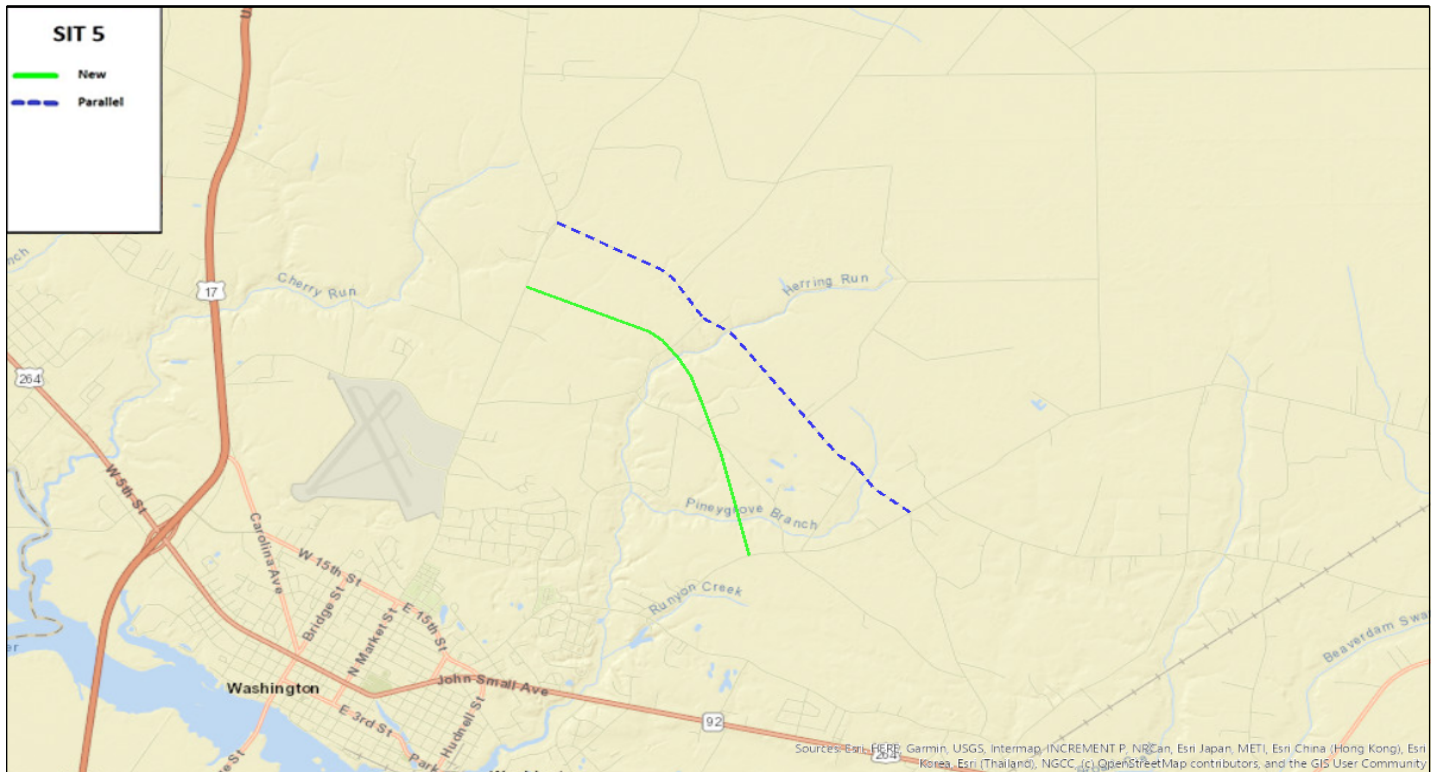 SIT 5
New
Parallel
17
Cherry Run
Herring Run
264
W 5th St
Carolina Ave
W 15th St
Bridge St
N Market St
E 15th St
Pineygrove Branch
Runyon Creek
Beaverdam Swa
Washington
John Small Ave
E 3rd St
Hudnell St
Park
92
264
Sources: Esri, HERE, Garmin, USGS, Intermap, INCREMENT P, NRCan, Esri Japan, METI, Esri China (Hong Kong), Esri
Korea, Esri (Thailand), NGCC, (c) OpenStreetMap contributors, and the GIS User Community